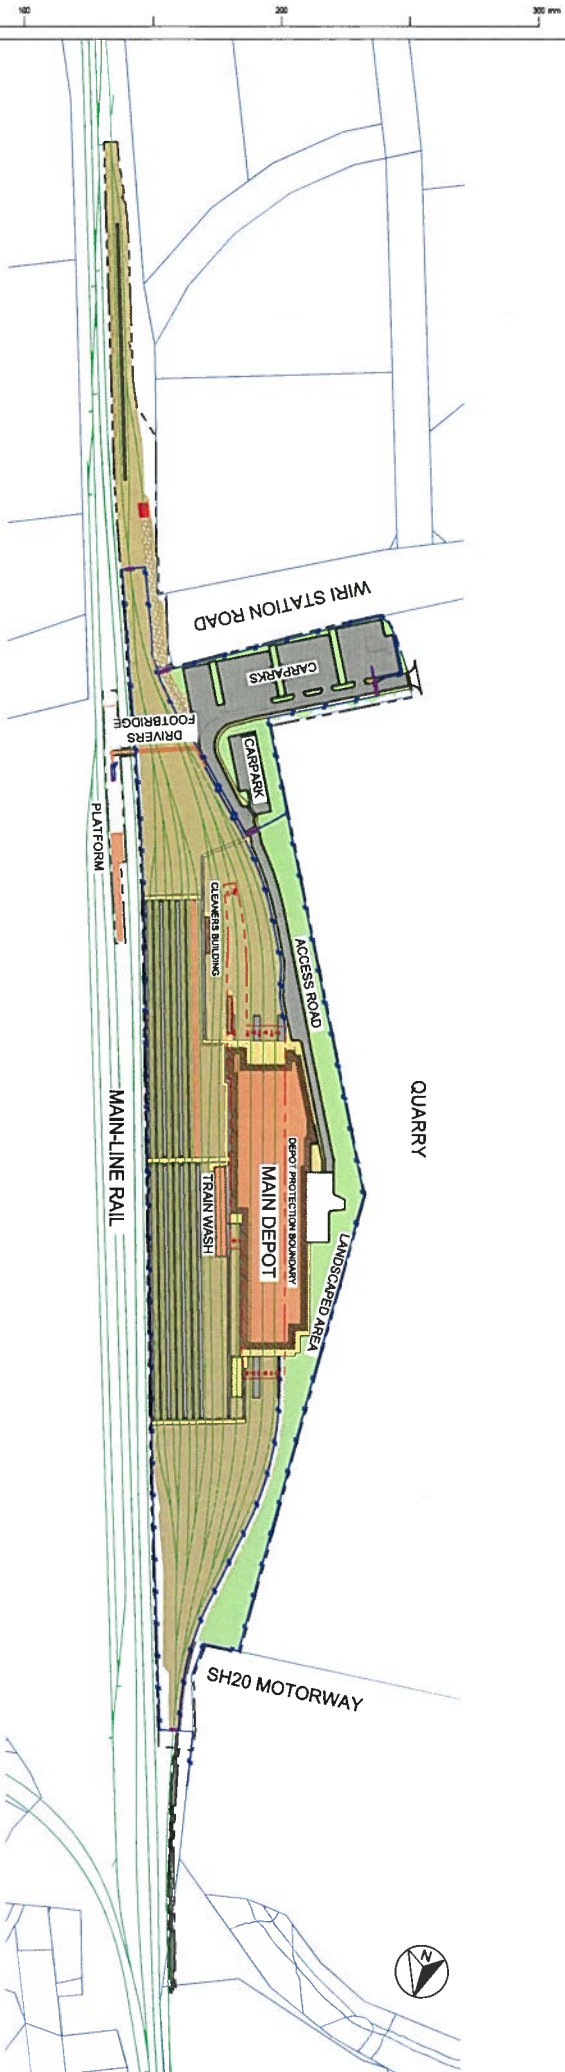 100
200
300 mm
WIRI STATION ROAD
CARPARKS
DRIVERS
FOOTBRIDGE
CARPARK
PLATFORM
CLEANERS BUILDING
ACCESS ROAD
QUARRY
MAIN-LINE RAIL
TRAIN WASH
MAIN DEPOT
DEPOT PROTECTION BOUNDARY
LANDSCAPED AREA
SH20 MOTORWAY
N